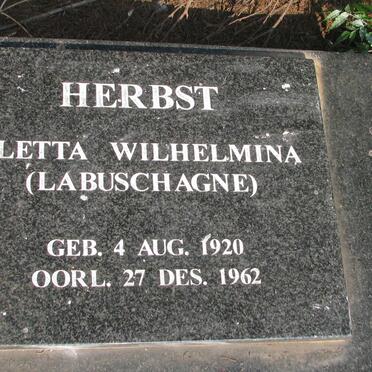 HERBST
LETTA WILHELMINA
(LABUSCHAGNE)
GEB. 4 AUG. 1920
OORL. 27 DES. 1962